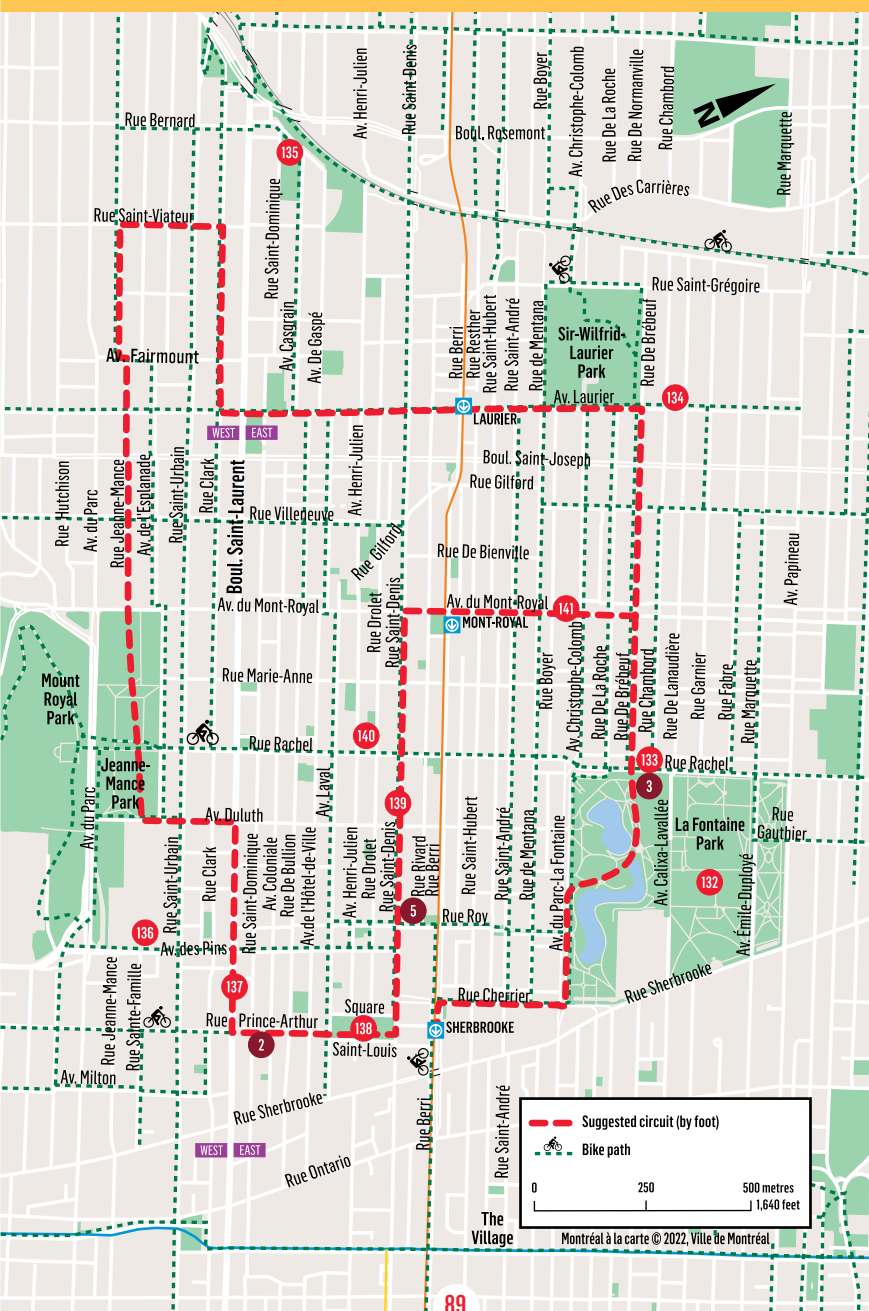 Av. Henri-Julien
Rue Saint-Denis
Rue Boyer
Av. Christophe-Colomb
Rue De La Roche
Rue De Normanville
Rue Chambord
N
Rue Marquette
Rue Bernard
Boul. Rosemont
135
Rue Des Carrières
Rue Saint-Dominique
Rue Saint-Viateur
Rue Saint-Grégoire
Av. Casgrain
Av. De Gaspé
Rue Berri
Rue Resther
Rue Saint-Hubert
Rue Saint-André
Rue de Mentana
Sir-Wilfrid-
Laurier
Park
Rue De Brébeuf
Av. Fairmount
Av. Laurier
134
LAURIER
WEST
EAST
Rue Hutchison
Av. du Parc
Rue Jeanne-Mance
Av. de l'Esplanade
Rue Saint-Urbain
Rue Clark
Boul. Saint-Laurent
Av. Henri-Julien
Boul. Saint-Joseph
Rue Gilford
Rue Villeneuve
Rue Gilford
Rue De Bienville
Av. Papineau
Av. du Mont-Royal
Rue Drolet
Rue Saint-Denis
Av. du Mont-Royal
141
MONT-ROYAL
Mount
Royal
Park
Rue Marie-Anne
Rue Boyer
Av. Christophe-Colomb
Rue De La Roche
Rue De Brébeuf
Rue Chambord
Rue De Lanaudière
Rue Garnier
Rue Fabre
Rue Marquette
Rue Rachel
140
133
Rue Rachel
Jeanne-
Mance
Park
Av. du Parc
Av. Duluth
Av. Laval
139
3
Av. Calixa-Lavallée
La Fontaine
Park
Rue
Gauthier
132
Av. Émile-Duployé
Rue Saint-Urbain
Rue Clark
Rue Saint-Dominique
Av. Coloniale
Rue De Bullion
Av. de l'Hôtel-de-Ville
Av. Henri-Julien
Rue Drolet
Rue Saint-Denis
Rue Rivard
Rue Berri
Rue Saint-Hubert
Rue Saint-André
Rue de Mentana
Av. du Parc-La Fontaine
5
Rue Roy
136
Av. des Pins
Rue Jeanne-Mance
Rue Sainte-Famille
137
Rue Sherbrooke
Rue Cherrier
Rue Prince-Arthur
2
Square
138
Saint-Louis
SHERBROOKE
Av. Milton
Rue Sherbrooke
Rue Berri
Rue Saint-André
WEST
EAST
Rue Ontario
Suggested circuit (by foot)
Bike path
0
250
500 metres
1,640 feet
The
Village
Montréal à la carte © 2022, Ville de Montréal
89